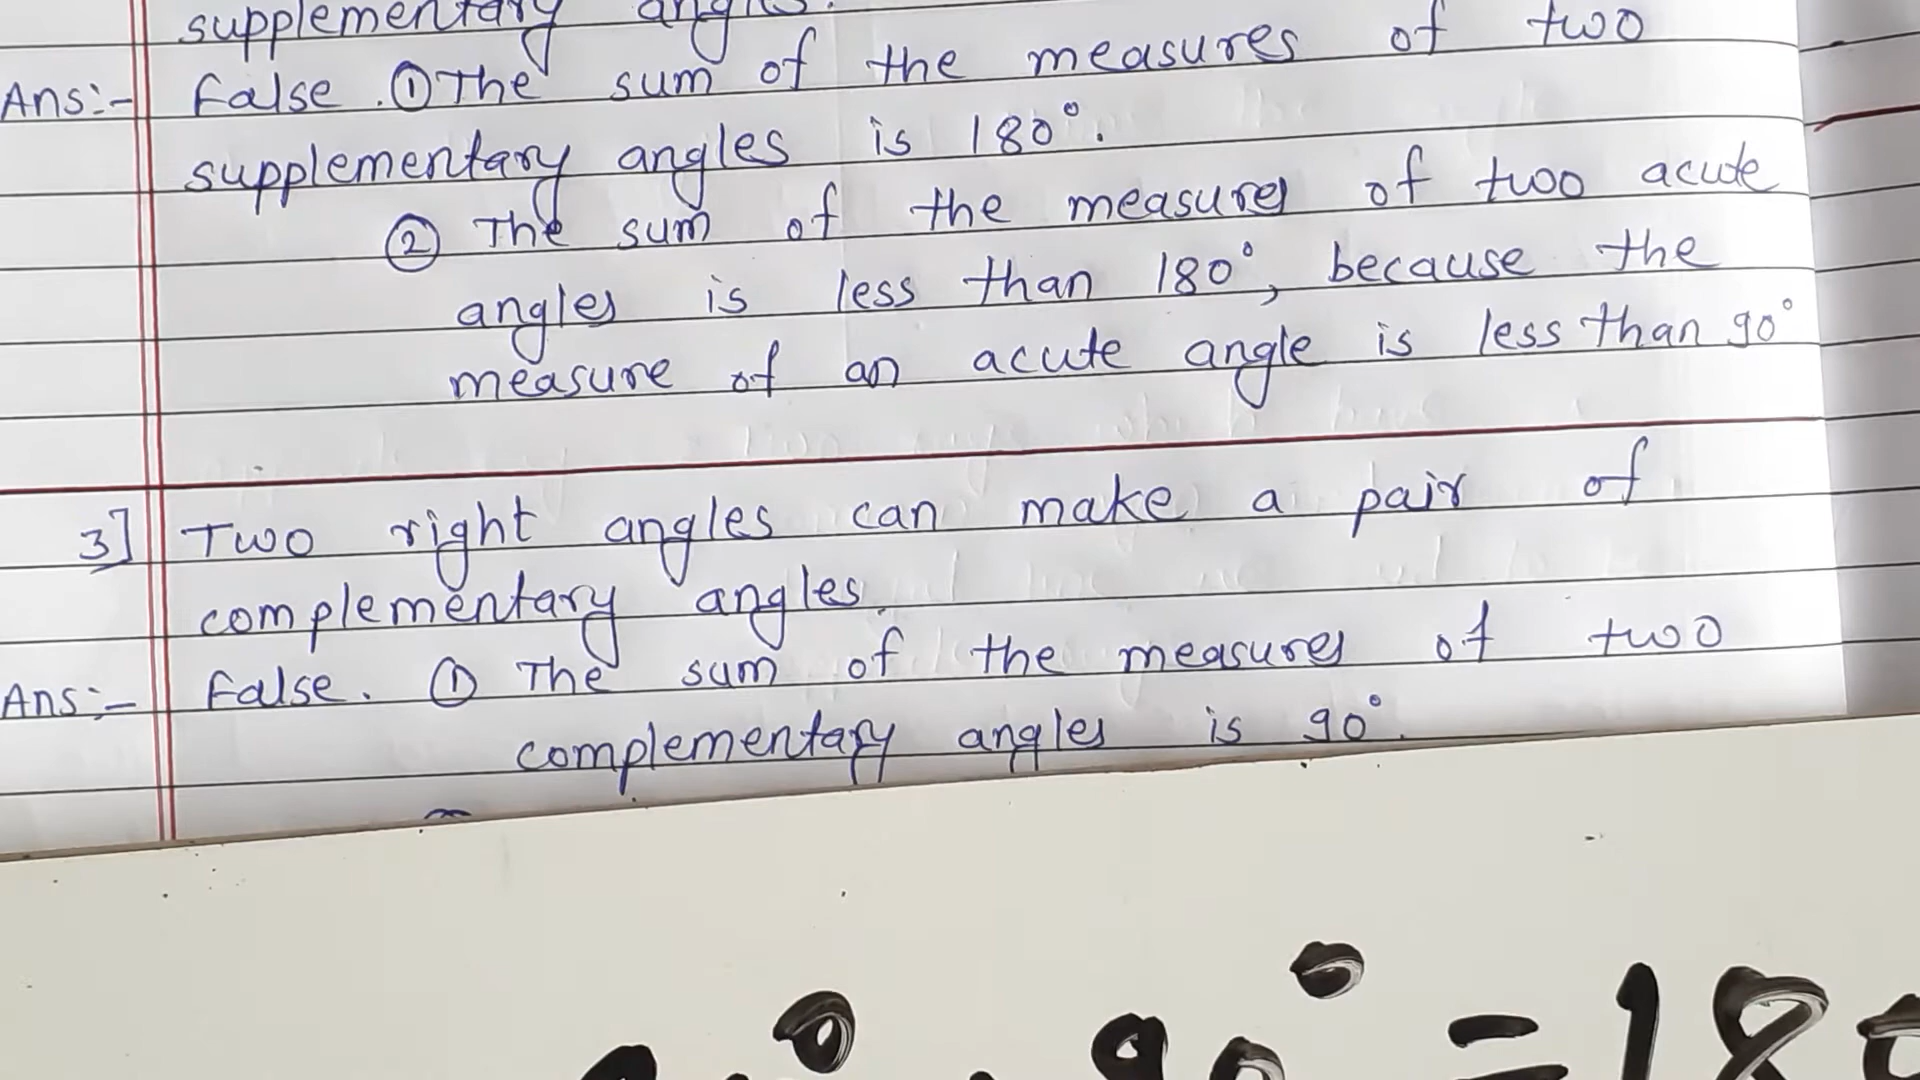 supplementary angles.
Ans:- False. ① The sum of the measures of two
supplementary angles is 180°.
② The sum of the measures of two acute
angles is less than 180°, because the
measure of an acute angle is less than 90°
3] Two right angles can make a pair of
complementary angles.
Ans:- False. ① The sum of the measures of two
complementary angles is 90°.
90° = 180